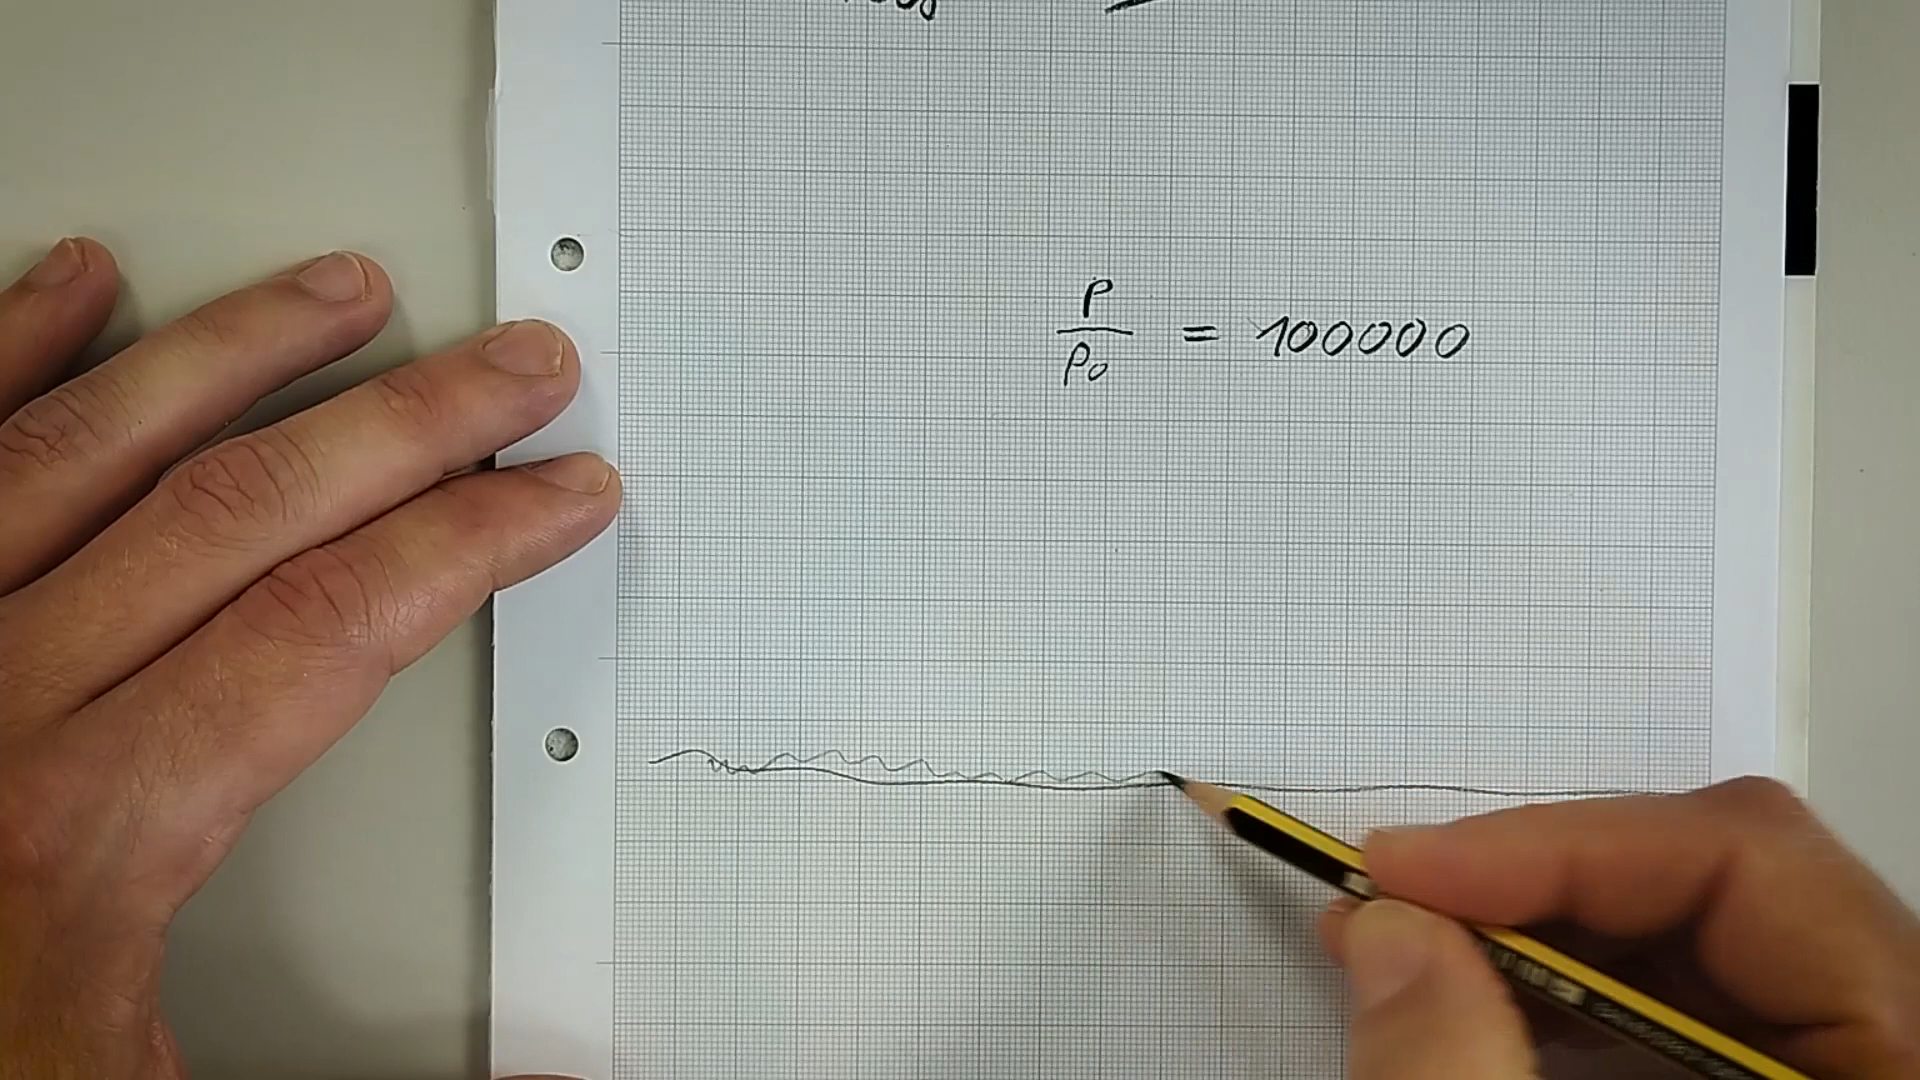 P/P₀ = 100000